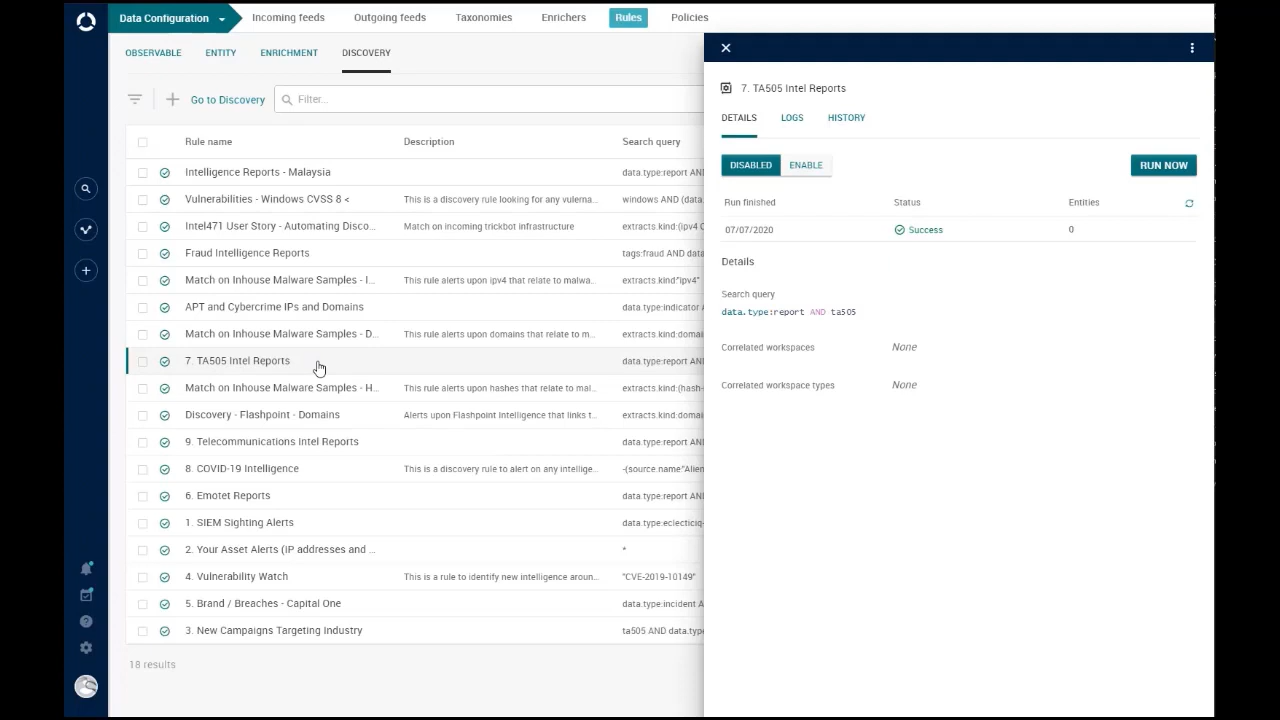 Data Configuration
Incoming feeds
Outgoing feeds
Taxonomies
Enrichers
Rules
Policies
OBSERVABLE
ENTITY
ENRICHMENT
DISCOVERY
Go to Discovery
Filter...
Rule name Description Search query
Intelligence Reports - Malaysia data.type:report AN
Vulnerabilities - Windows CVSS 8 < This is a discovery rule looking for any vulerna... windows AND (data.
Intel471 User Story - Automating Disco... Match on incoming trickbot infrastructure extracts.kind:(ipv4 C
Fraud Intelligence Reports tags:fraud AND data
Match on Inhouse Malware Samples - I... This rule alerts upon ipv4 that relate to malwa... extracts.kind:"ipv4"
APT and Cybercrime IPs and Domains data.type:indicator A
Match on Inhouse Malware Samples - D... This rule alerts upon domains that relate to m... extracts.kind:doma
7. TA505 Intel Reports data.type:report ANI
Match on Inhouse Malware Samples - H... This rule alerts upon hashes that relate to mal... extracts.kind:(hash-
Discovery - Flashpoint - Domains Alerts upon Flashpoint Intelligence that links t... extracts.kind:domai
9. Telecommunications Intel Reports data.type:report ANI
8. COVID-19 Intelligence This is a discovery rule to alert on any intellige... -(source.name"Alien
6. Emotet Reports data.type:report AN
1. SIEM Sighting Alerts data.type:eclecticiq-
2. Your Asset Alerts (IP addresses and ... *
4. Vulnerability Watch This is a rule to identify new intelligence aroun... "CVE-2019-10149"
5. Brand / Breaches - Capital One data.type:incident A
3. New Campaigns Targeting Industry ta505 AND data.typ
18 results
7. TA505 Intel Reports
DETAILS LOGS HISTORY
DISABLED ENABLE RUN NOW
Run finished Status Entities
07/07/2020 Success 0
Details
Search query
data.type:report AND ta505
Correlated workspaces None
Correlated workspace types None